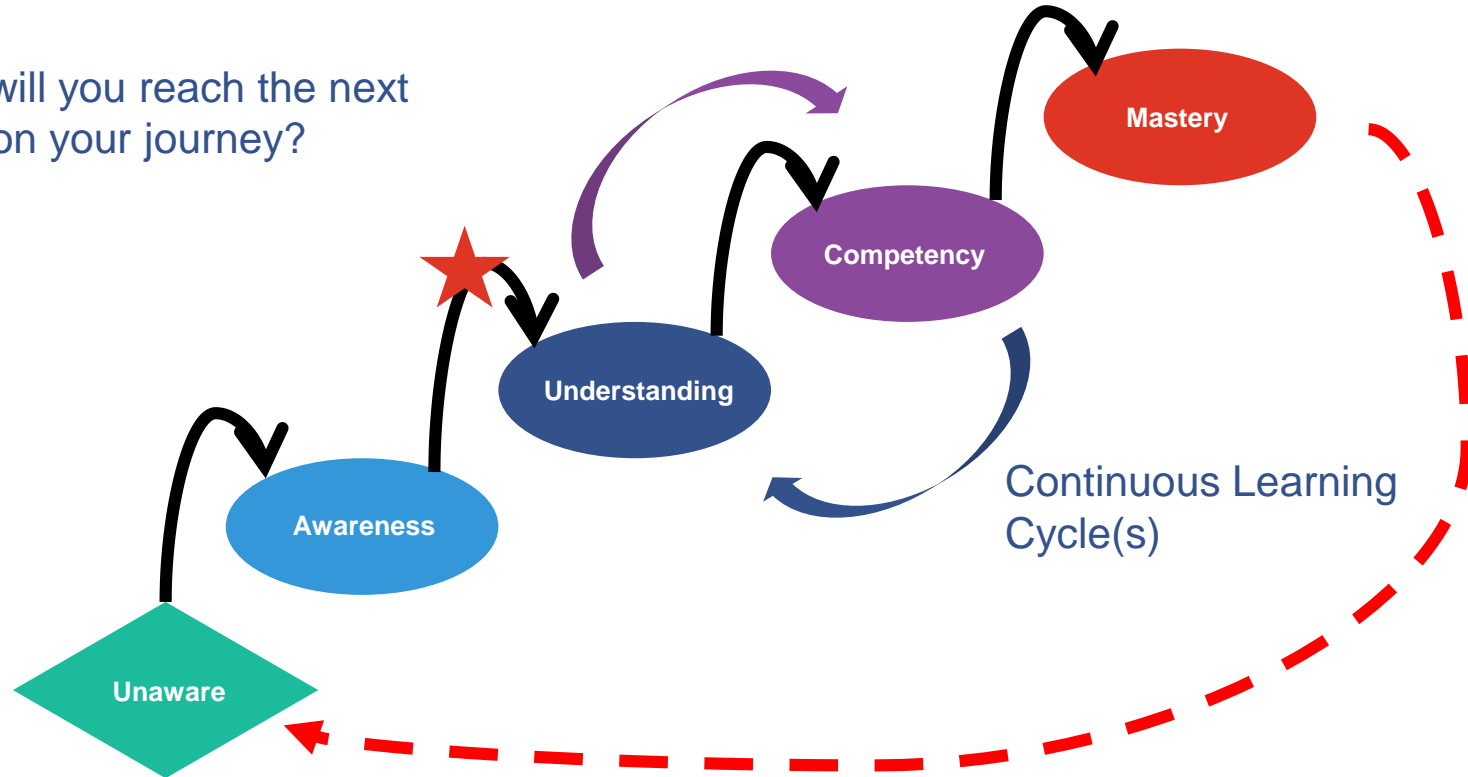 will you reach the next
on your journey?
Mastery
Competency
Understanding
Continuous Learning
Cycle(s)
Awareness
Unaware